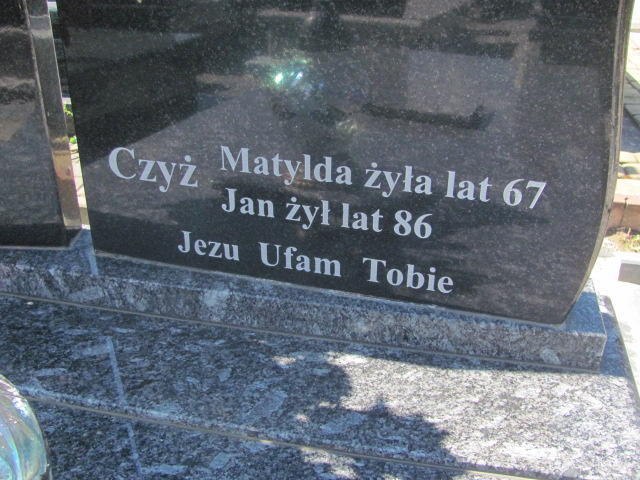 Czyż Matylda żyła lat 67
Jan żył lat 86
Jezu Ufam Tobie